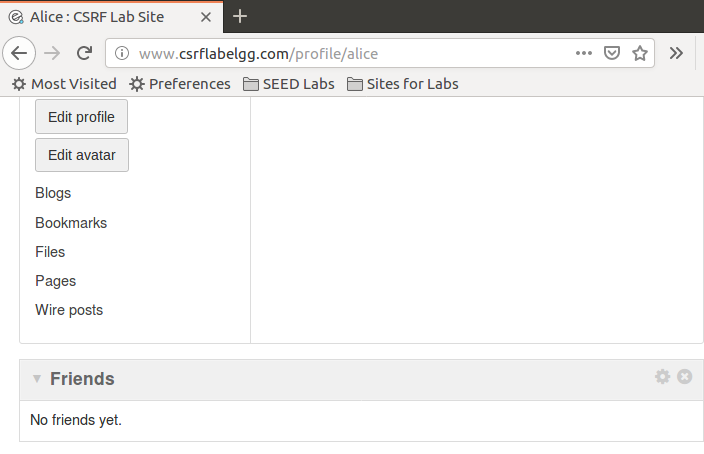 Alice : CSRF Lab Site
www.csrflabelgg.com/profile/alice
Most Visited Preferences SEED Labs Sites for Labs
Edit profile
Edit avatar
Blogs
Bookmarks
Files
Pages
Wire posts
Friends
No friends yet.